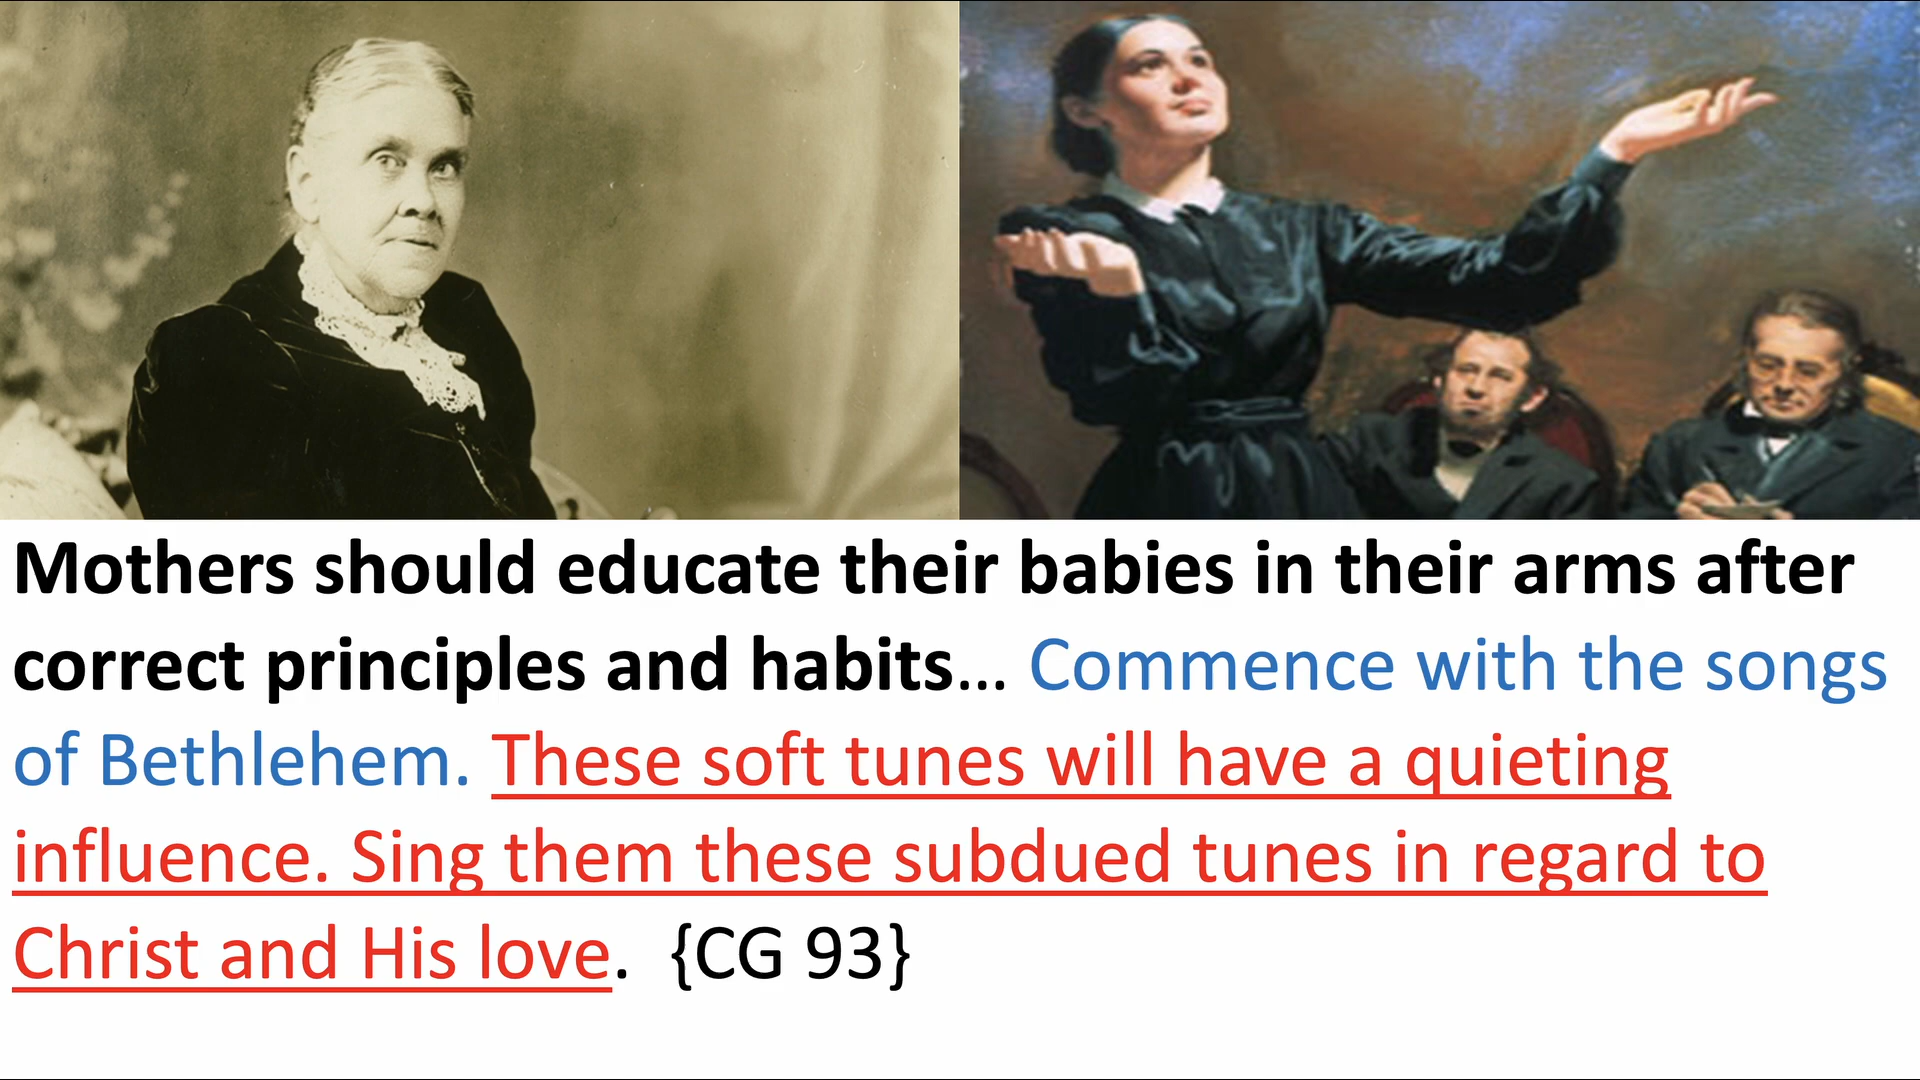 Mothers should educate their babies in their arms after
correct principles and habits… Commence with the songs
of Bethlehem. These soft tunes will have a quieting
influence. Sing them these subdued tunes in regard to
Christ and His love.  {CG 93}